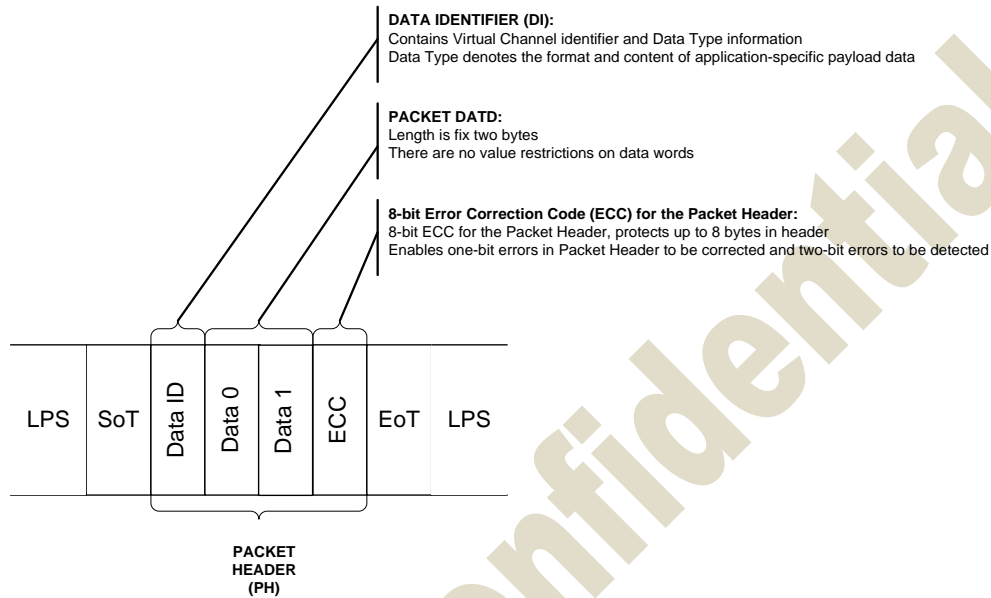 DATA IDENTIFIER (DI):
Contains Virtual Channel identifier and Data Type information
Data Type denotes the format and content of application-specific payload data
PACKET DATD:
Length is fix two bytes
There are no value restrictions on data words
8-bit Error Correction Code (ECC) for the Packet Header:
8-bit ECC for the Packet Header, protects up to 8 bytes in header
Enables one-bit errors in Packet Header to be corrected and two-bit errors to be detected
LPS
SoT
Data ID
Data 0
Data 1
ECC
EoT
LPS
PACKET
HEADER
(PH)
onfidential